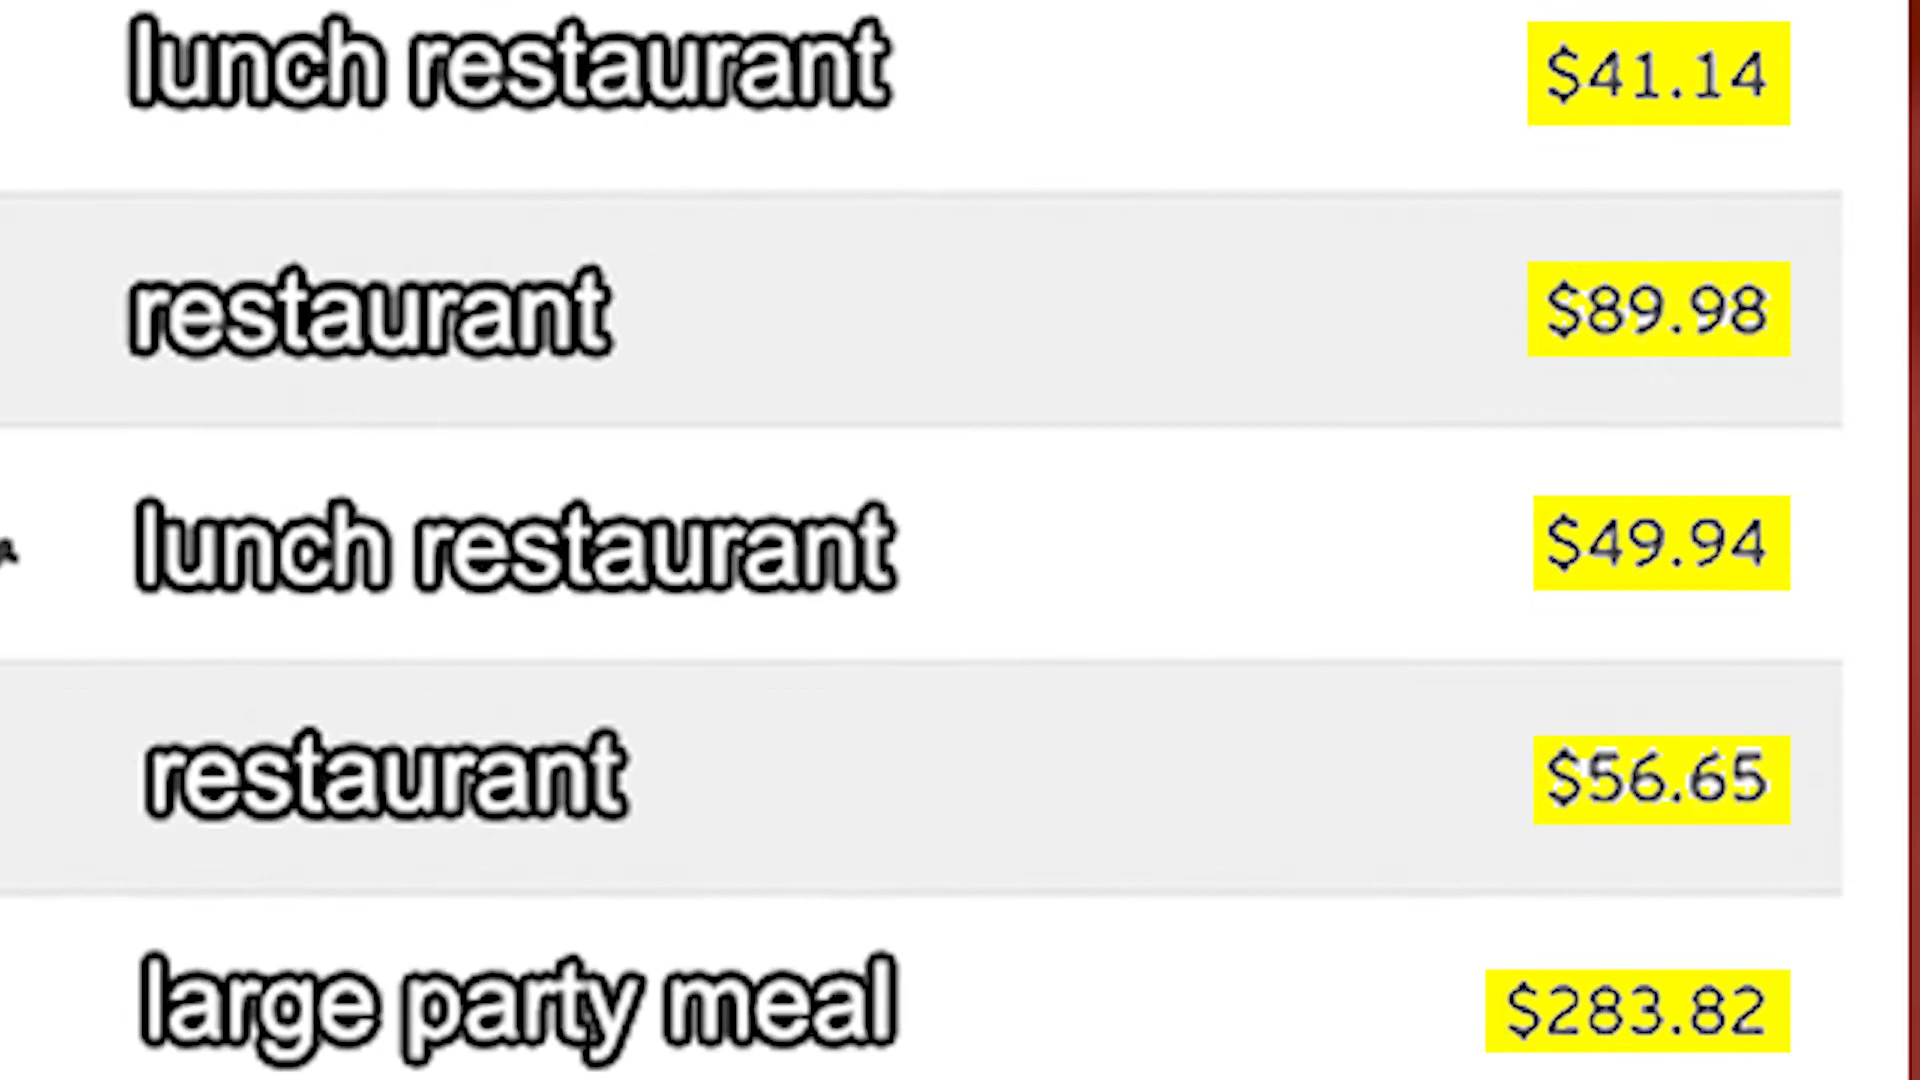 lunch restaurant $41.14
restaurant $89.98
lunch restaurant $49.94
restaurant $56.65
large party meal $283.82